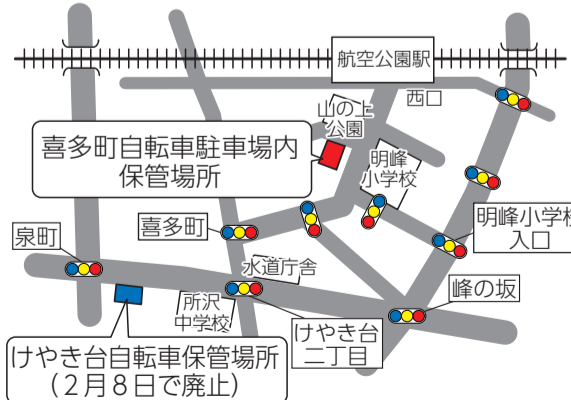 航空公園駅
西口
山の上
公園
喜多町自転車駐車場内
保管場所
明峰
小学校
喜多町
明峰小学校
入口
泉町
水道庁舎
峰の坂
所沢
中学校
けやき台
二丁目
けやき台自転車保管場所
(2月8日で廃止)